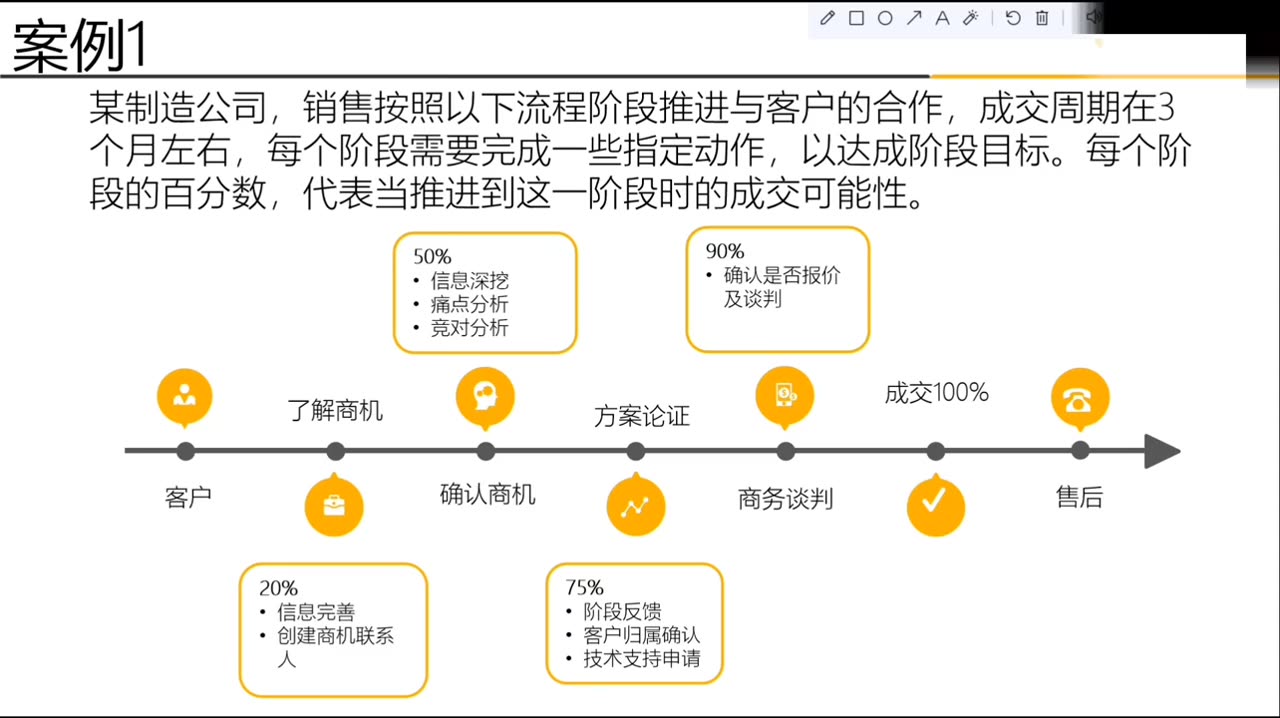 案例1
某制造公司，销售按照以下流程阶段推进与客户的合作，成交周期在3
个月左右，每个阶段需要完成一些指定动作，以达成阶段目标。每个阶
段的百分数，代表当推进到这一阶段时的成交可能性。
50%
• 信息深挖
• 痛点分析
• 竞对分析
90%
• 确认是否报价
及谈判
了解商机
方案论证
成交100%
客户
确认商机
商务谈判
售后
20%
• 信息完善
• 创建商机联系
人
75%
• 阶段反馈
• 客户归属确认
• 技术支持申请